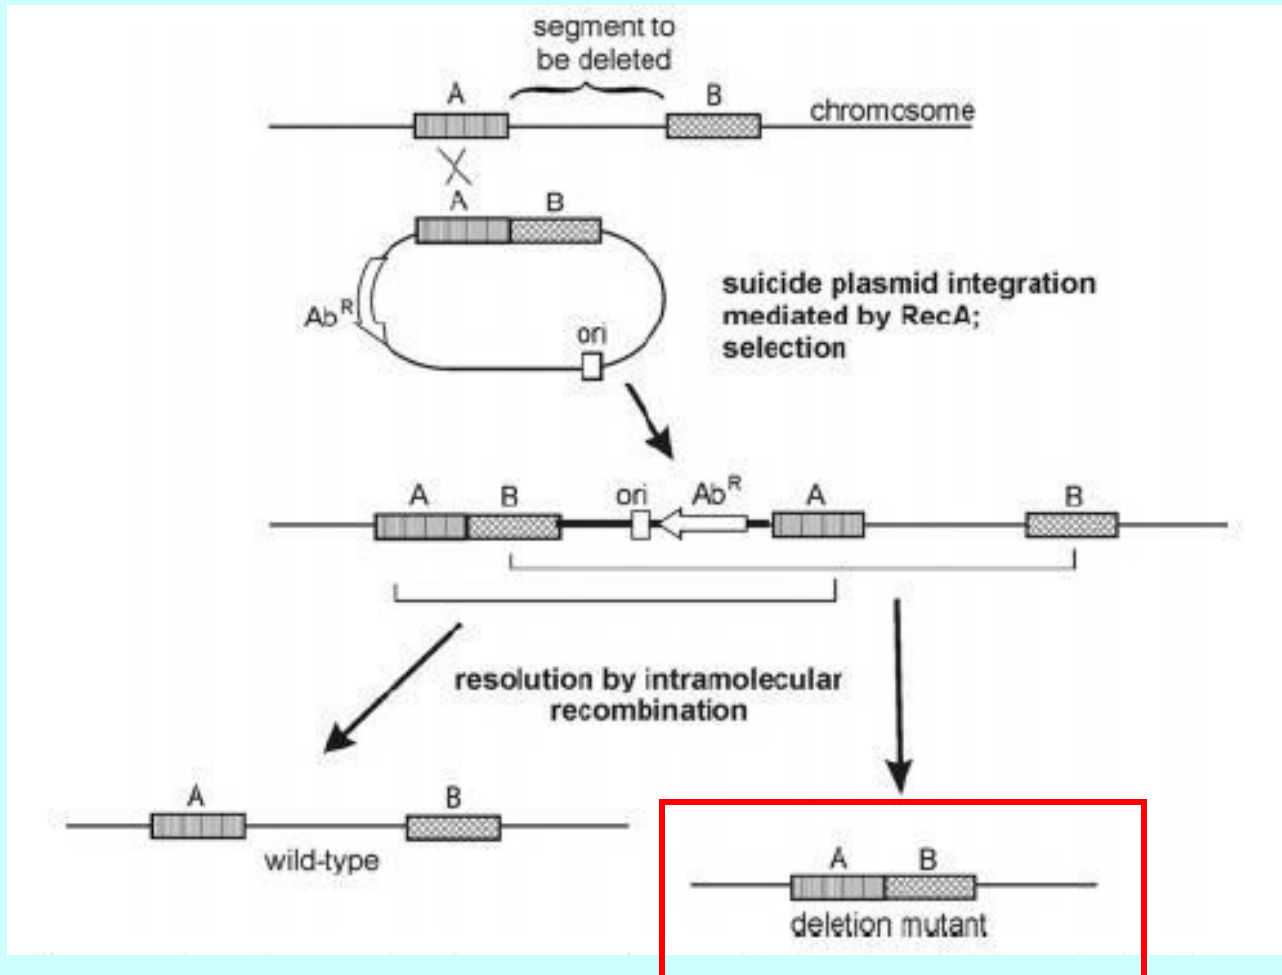 segment to
be deleted
A
B
chromosome
A
B
Ab^R
ori
suicide plasmid integration
mediated by RecA;
selection
A
B
ori
Ab^R
A
B
resolution by intramolecular
recombination
A
B
wild-type
A
B
deletion mutant